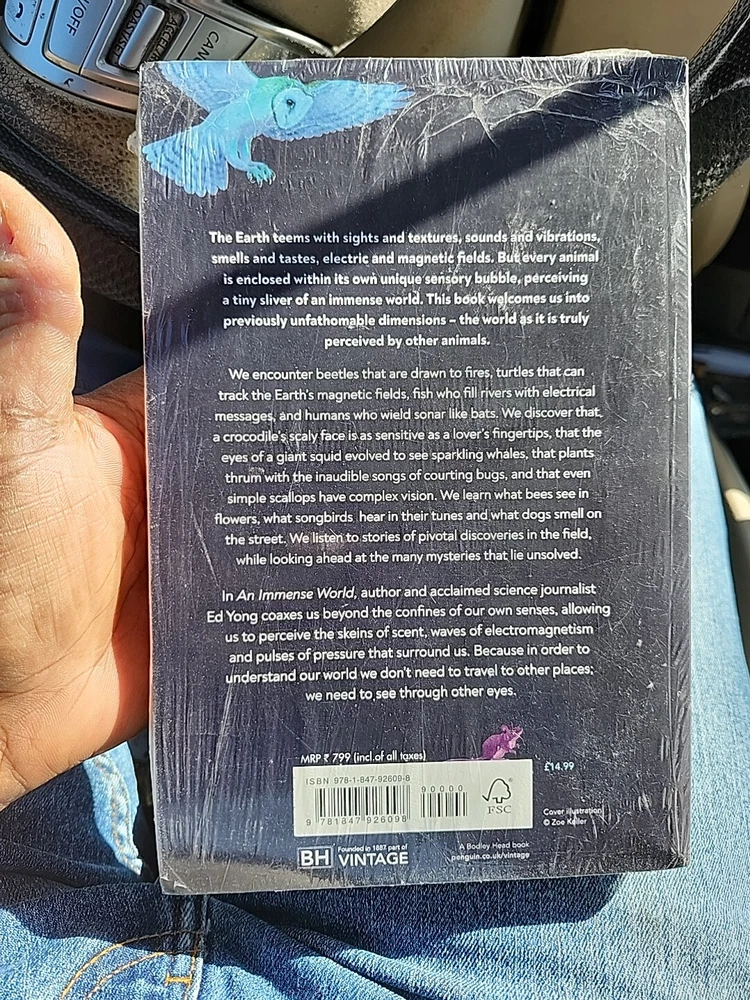 /OFF
COAST
ACCEL
CAN
The Earth teems with sights and textures, sounds and vibrations,
smells and tastes, electric and magnetic fields. But every animal
is enclosed within its own unique sensory bubble, perceiving
a tiny sliver of an immense world. This book welcomes us into
previously unfathomable dimensions – the world as it is truly
perceived by other animals.
We encounter beetles that are drawn to fires, turtles that can
track the Earth's magnetic fields, fish who fill rivers with electrical
messages, and humans who wield sonar like bats. We discover that
a crocodile's scaly face is as sensitive as a lover's fingertips, that the
eyes of a giant squid evolved to see sparkling whales, that plants
thrum with the inaudible songs of courting bugs, and that even
simple scallops have complex vision. We learn what bees see in
flowers, what songbirds hear in their tunes and what dogs smell on
the street. We listen to stories of pivotal discoveries in the field,
while looking ahead at the many mysteries that lie unsolved.
In An Immense World, author and acclaimed science journalist
Ed Yong coaxes us beyond the confines of our own senses, allowing
us to perceive the skeins of scent, waves of electromagnetism
and pulses of pressure that surround us. Because in order to
understand our world we don't need to travel to other places;
we need to see through other eyes.
MRP ₹ 799 (incl.of all taxes)
£14.99
ISBN 978-1-847-92609-8
90000
9 781847 926098
FSC
Cover illustration
© Zoe Keller
BH
Founded in 1887 part of
VINTAGE
A Bodley Head book
penguin.co.uk/vintage